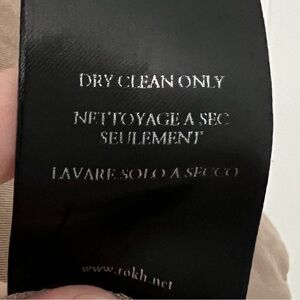 DRY CLEAN ONLY
NETTOYAGE A SEC
SEULEMENT
LAVARE SOLO A SECCO
www.rokh.net